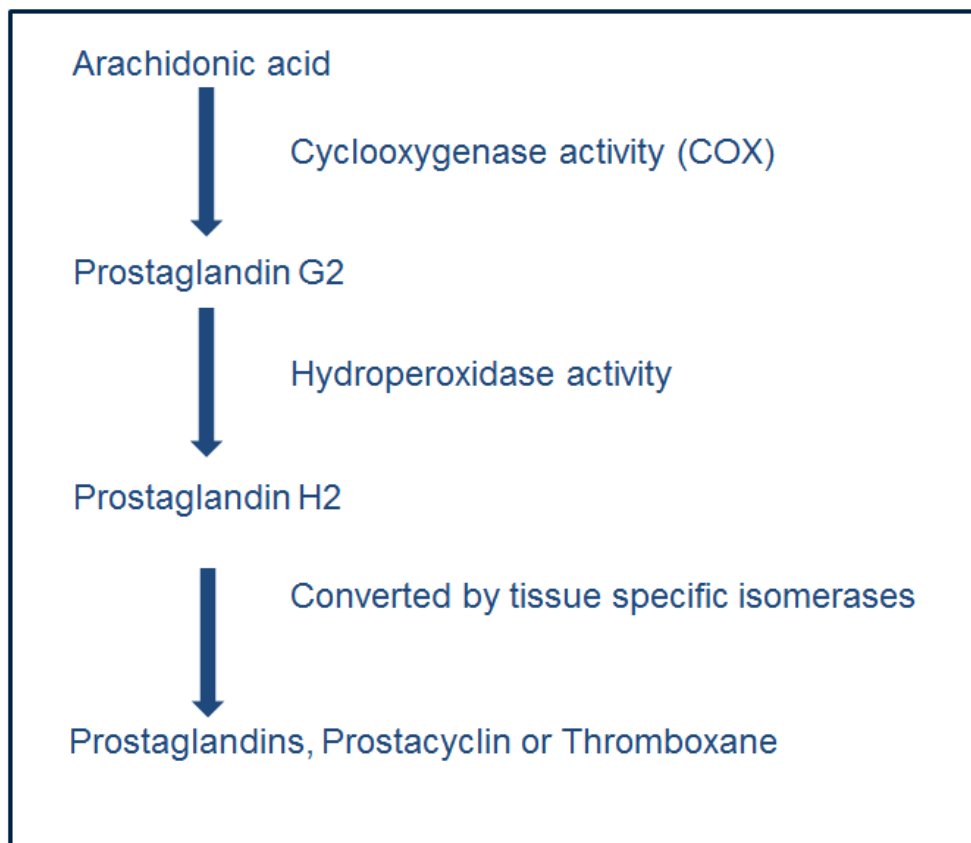 Arachidonic acid
Cyclooxygenase activity (COX)
Prostaglandin G2
Hydroperoxidase activity
Prostaglandin H2
Converted by tissue specific isomerases
Prostaglandins, Prostacyclin or Thromboxane